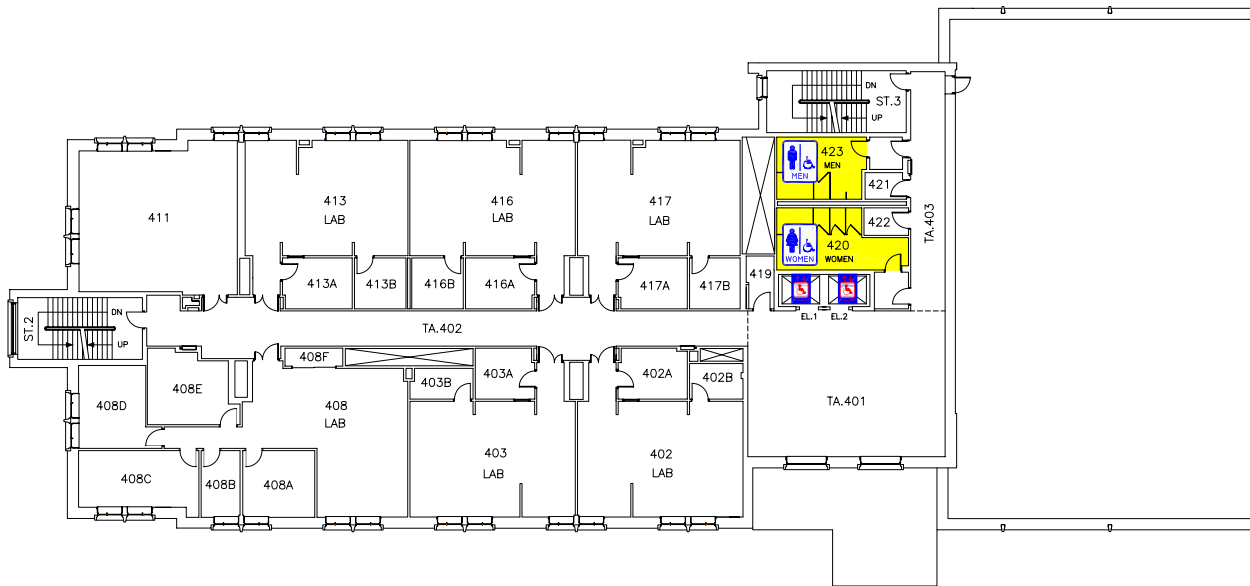 DN
ST.3
UP
423
MEN
MEN
421
422
TA.403
420
WOMEN
WOMEN
419
EL.1
EL.2
411
413
LAB
416
LAB
417
LAB
413A
413B
416B
416A
417A
417B
ST.2
DN
UP
TA.402
408F
403B
403A
402A
402B
408E
408D
408
LAB
TA.401
403
LAB
402
LAB
408C
408B
408A